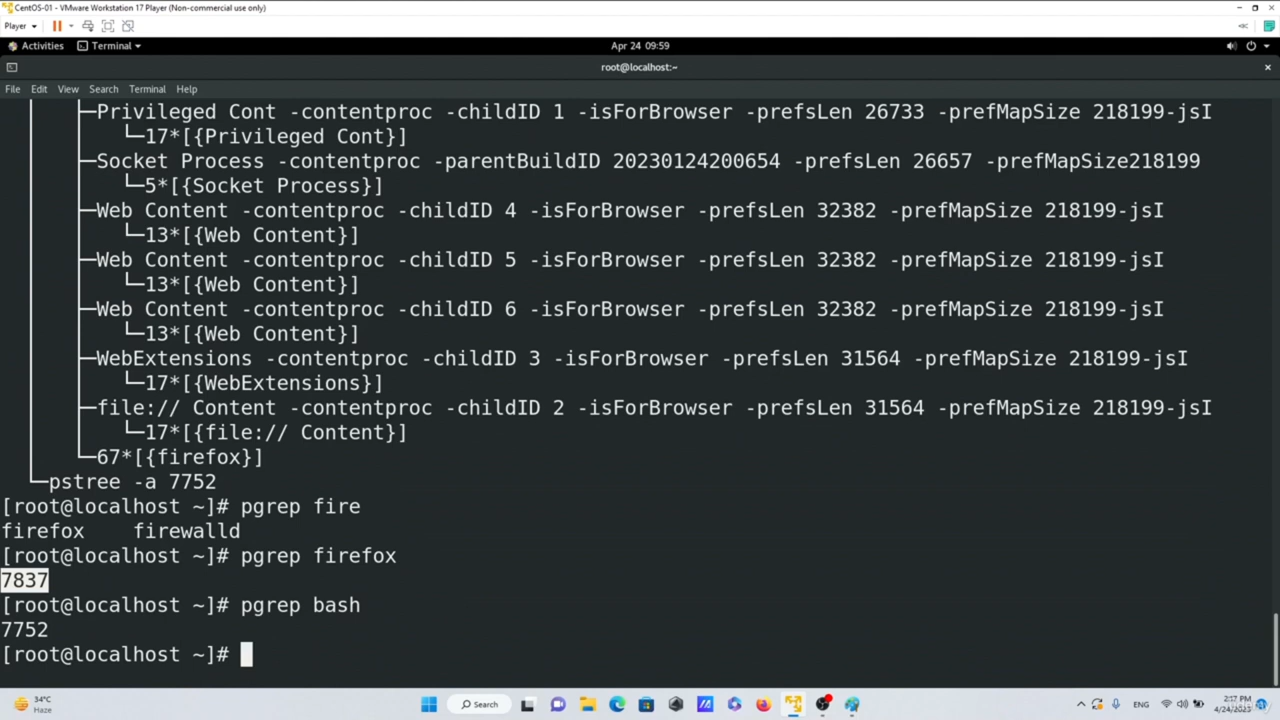 CentOS-01 - VMware Workstation 17 Player (Non-commercial use only)
Player
Activities Terminal Apr 24 09:59
root@localhost:~
File Edit View Search Terminal Help
├─Privileged Cont -contentproc -childID 1 -isForBrowser -prefsLen 26733 -prefMapSize 218199-jsI
└─17*[{Privileged Cont}]
├─Socket Process -contentproc -parentBuildID 20230124200654 -prefsLen 26657 -prefMapSize218199
└─5*[{Socket Process}]
├─Web Content -contentproc -childID 4 -isForBrowser -prefsLen 32382 -prefMapSize 218199-jsI
└─13*[{Web Content}]
├─Web Content -contentproc -childID 5 -isForBrowser -prefsLen 32382 -prefMapSize 218199-jsI
└─13*[{Web Content}]
├─Web Content -contentproc -childID 6 -isForBrowser -prefsLen 32382 -prefMapSize 218199-jsI
└─13*[{Web Content}]
├─WebExtensions -contentproc -childID 3 -isForBrowser -prefsLen 31564 -prefMapSize 218199-jsI
└─17*[{WebExtensions}]
├─file:// Content -contentproc -childID 2 -isForBrowser -prefsLen 31564 -prefMapSize 218199-jsI
└─17*[{file:// Content}]
└─67*[{firefox}]
└─pstree -a 7752
[root@localhost ~]# pgrep fire
firefox firewalld
[root@localhost ~]# pgrep firefox
7837
[root@localhost ~]# pgrep bash
7752
[root@localhost ~]#
34°C
Haze
Search
ENG
2:17 PM
4/24/2023